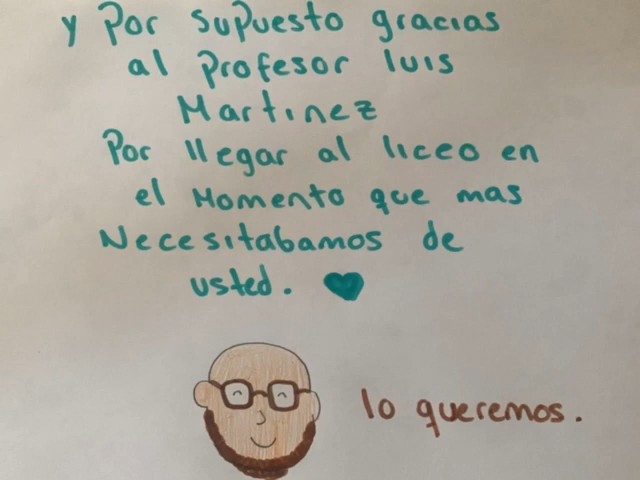 y Por supuesto gracias
al profesor luis
Martinez
Por llegar al liceo en
el Momento que mas
Necesitabamos de
usted.
lo queremos.